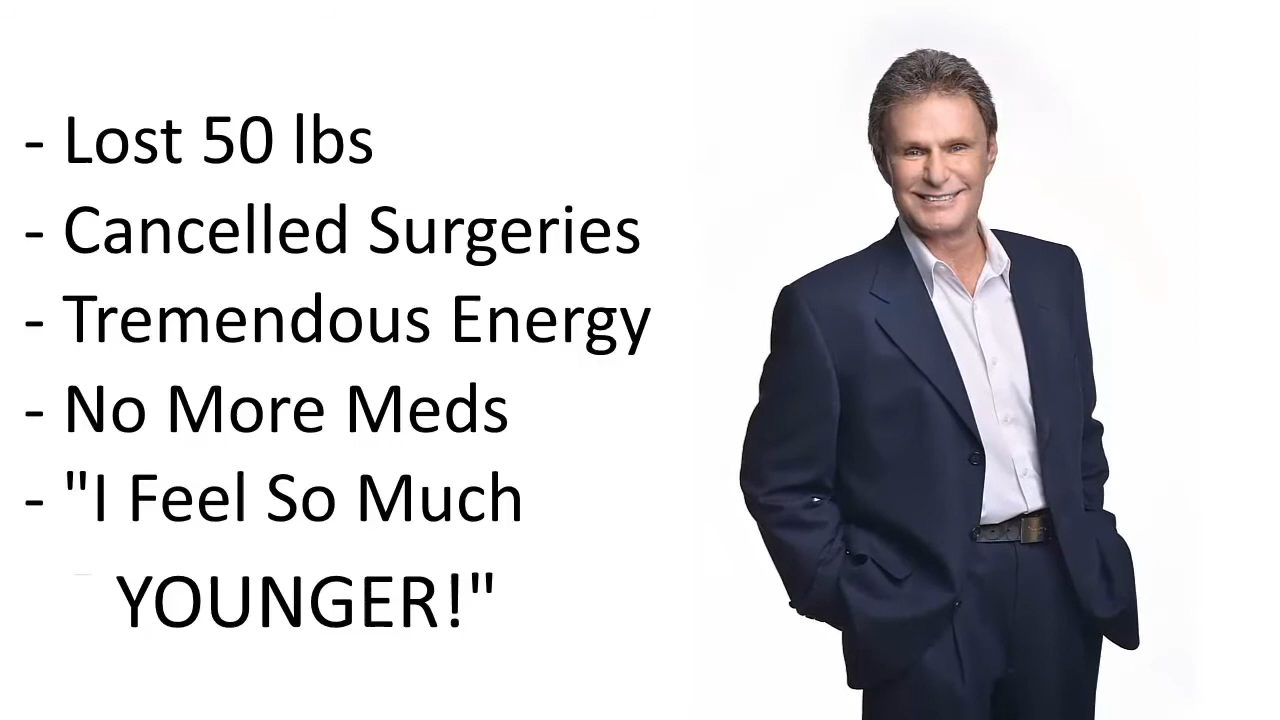 - Lost 50 lbs
- Cancelled Surgeries
- Tremendous Energy
- No More Meds
- "I Feel So Much
YOUNGER!"